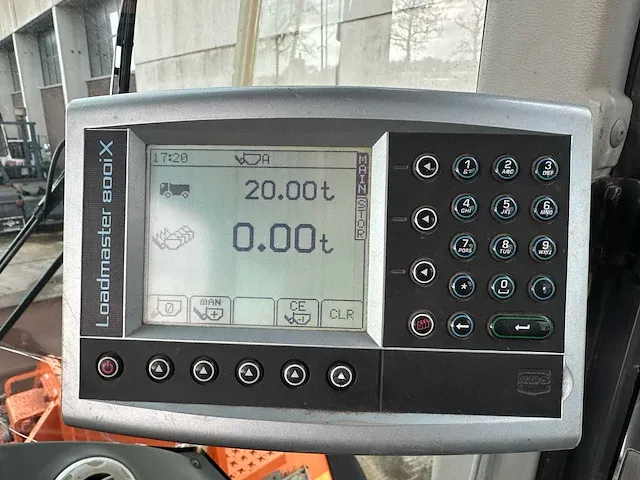 Loadmaster 800iX
17:20 A
MAIN
STOR
20.00t
0.00t
0 MAN CE CLR
1 &:' 2 ABC 3 DEF
4 GHI 5 JKL 6 MNO
7 PQRS 8 TUV 9 WXYZ
* 0
RDS